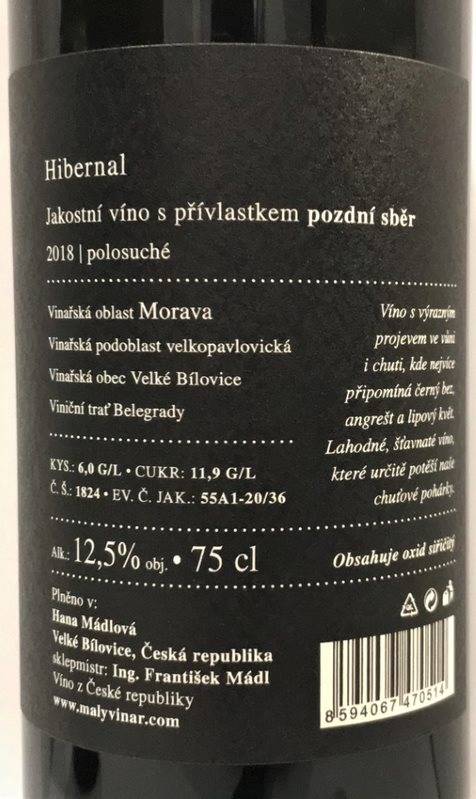 Hibernal
Jakostní víno s přívlastkem pozdní sběr
2018 | polosuché
Vinařská oblast Morava
Vinařská podoblast velkopavlovická
Vinařská obec Velké Bílovice
Viniční trať Belegrady
KYS.: 6,0 G/L • CUKR: 11,9 G/L
Č. Š.: 1824 • EV. Č. JAK.: 55A1-20/36
Víno s výrazným
projevem ve vůni
i chuti, kde nejvíce
připomíná černý bez,
angrešt a lipový květ.
Lahodné, šťavnaté víno,
které určitě potěší naše
chuťové pohárky.
Alk.: 12,5% obj. • 75 cl
Obsahuje oxid siřičitý
Plněno v:
Hana Mádlová
Velké Bílovice, Česká republika
sklepmistr: Ing. František Mádl
Víno z České republiky
www.malyvinar.com
8 594067 470514